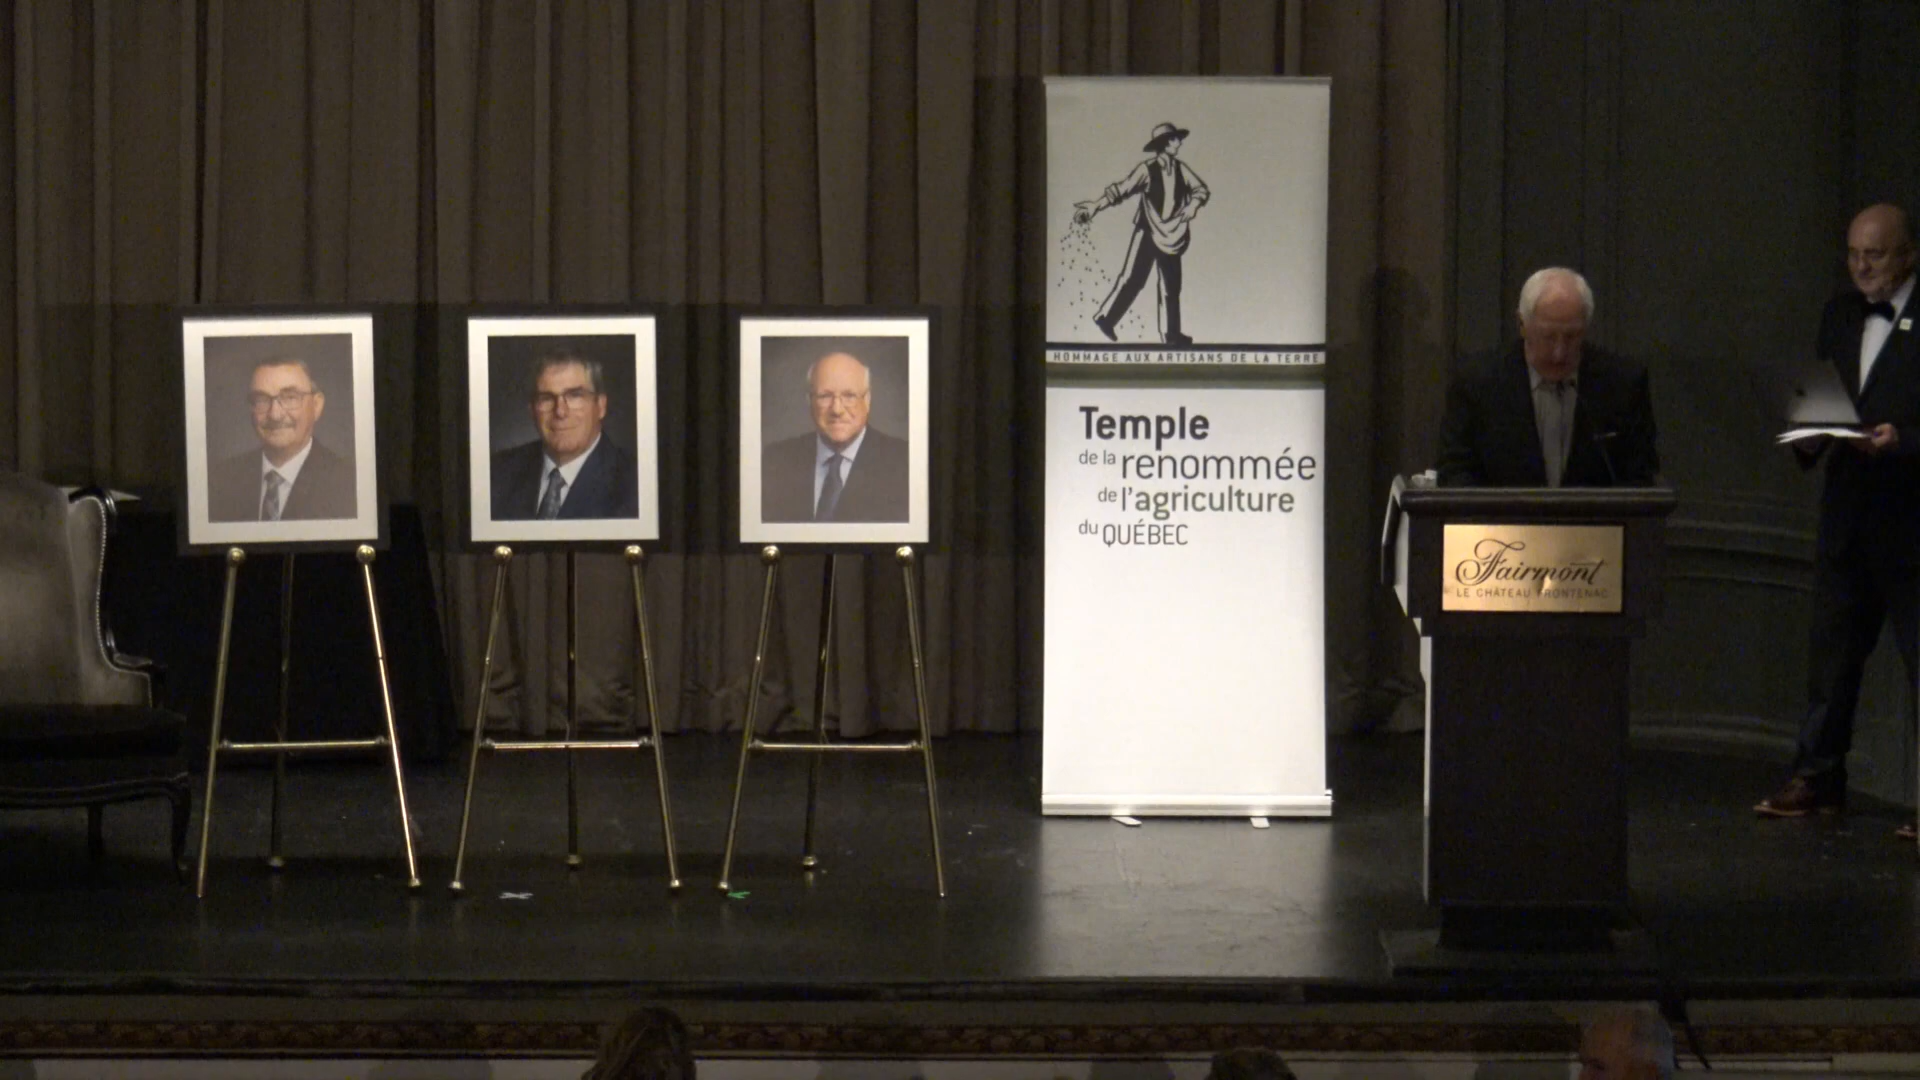 HOMMAGE AUX ARTISANS DE LA TERRE
Temple
de la renommée
de l'agriculture
du QUÉBEC
Fairmont
LE CHÂTEAU FRONTENAC